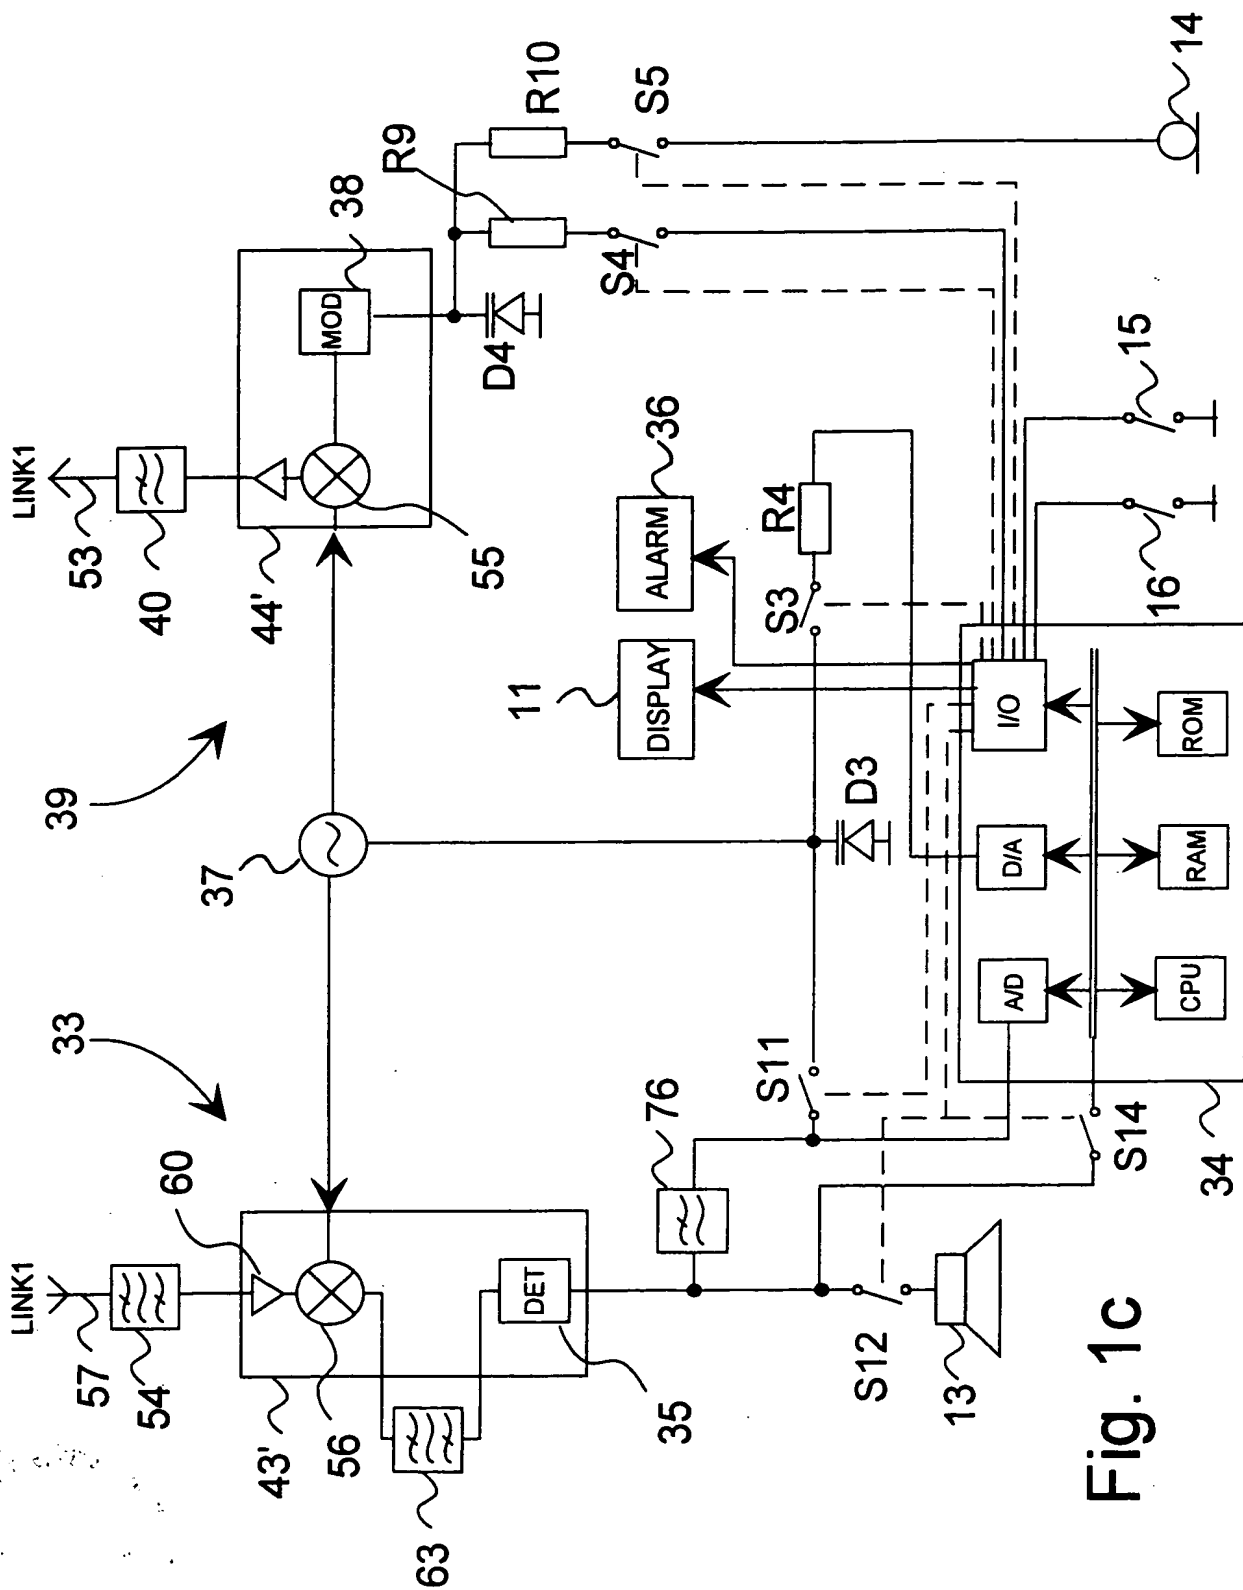 LINK1
57
54
43'
56
63
60
33
35
37
39
LINK1
53
40
44'
55
MOD
38
R9
R10
S5
S4
D4
14
DET
76
S11
S12
13
S14
34
D3
S3
R4
11
DISPLAY
ALARM
36
15
16
A/D
D/A
I/O
CPU
RAM
ROM
Fig. 1c